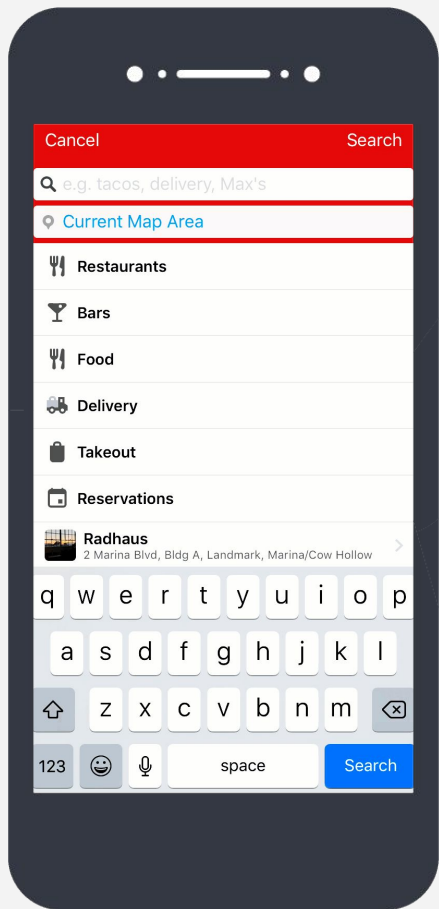 Cancel Search
e.g. tacos, delivery, Max's
Current Map Area
Restaurants
Bars
Food
Delivery
Takeout
Reservations
Radhaus
2 Marina Blvd, Bldg A, Landmark, Marina/Cow Hollow
q w e r t y u i o p
a s d f g h j k l
z x c v b n m
123 space Search